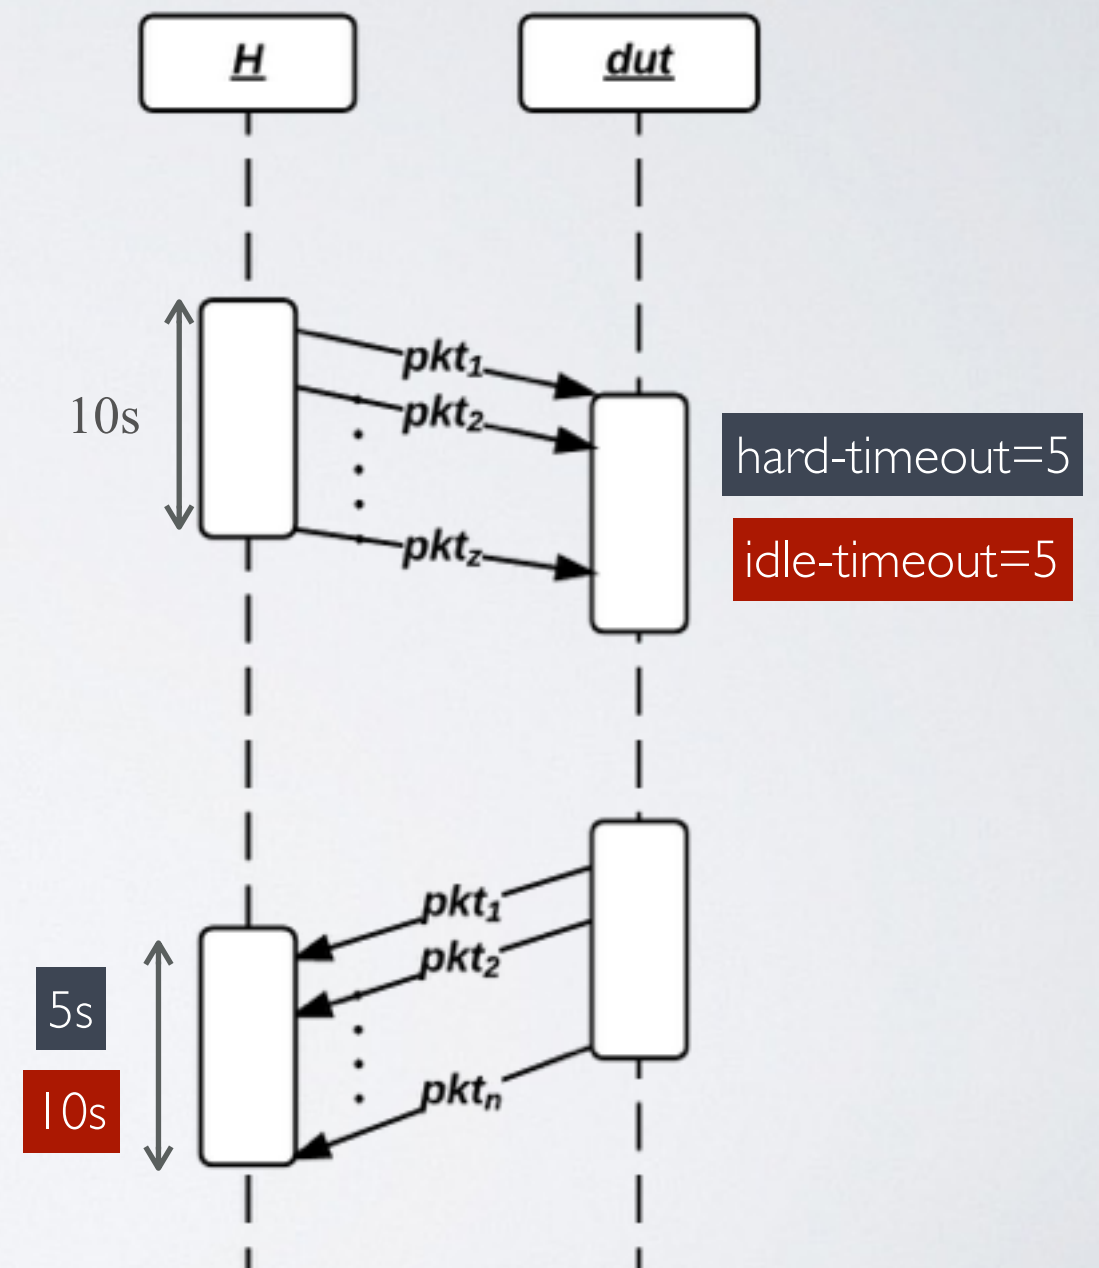 H
dut
pkt1
pkt2
10s
hard-timeout=5
pktz
idle-timeout=5
pkt1
pkt2
5s
pktn
10s